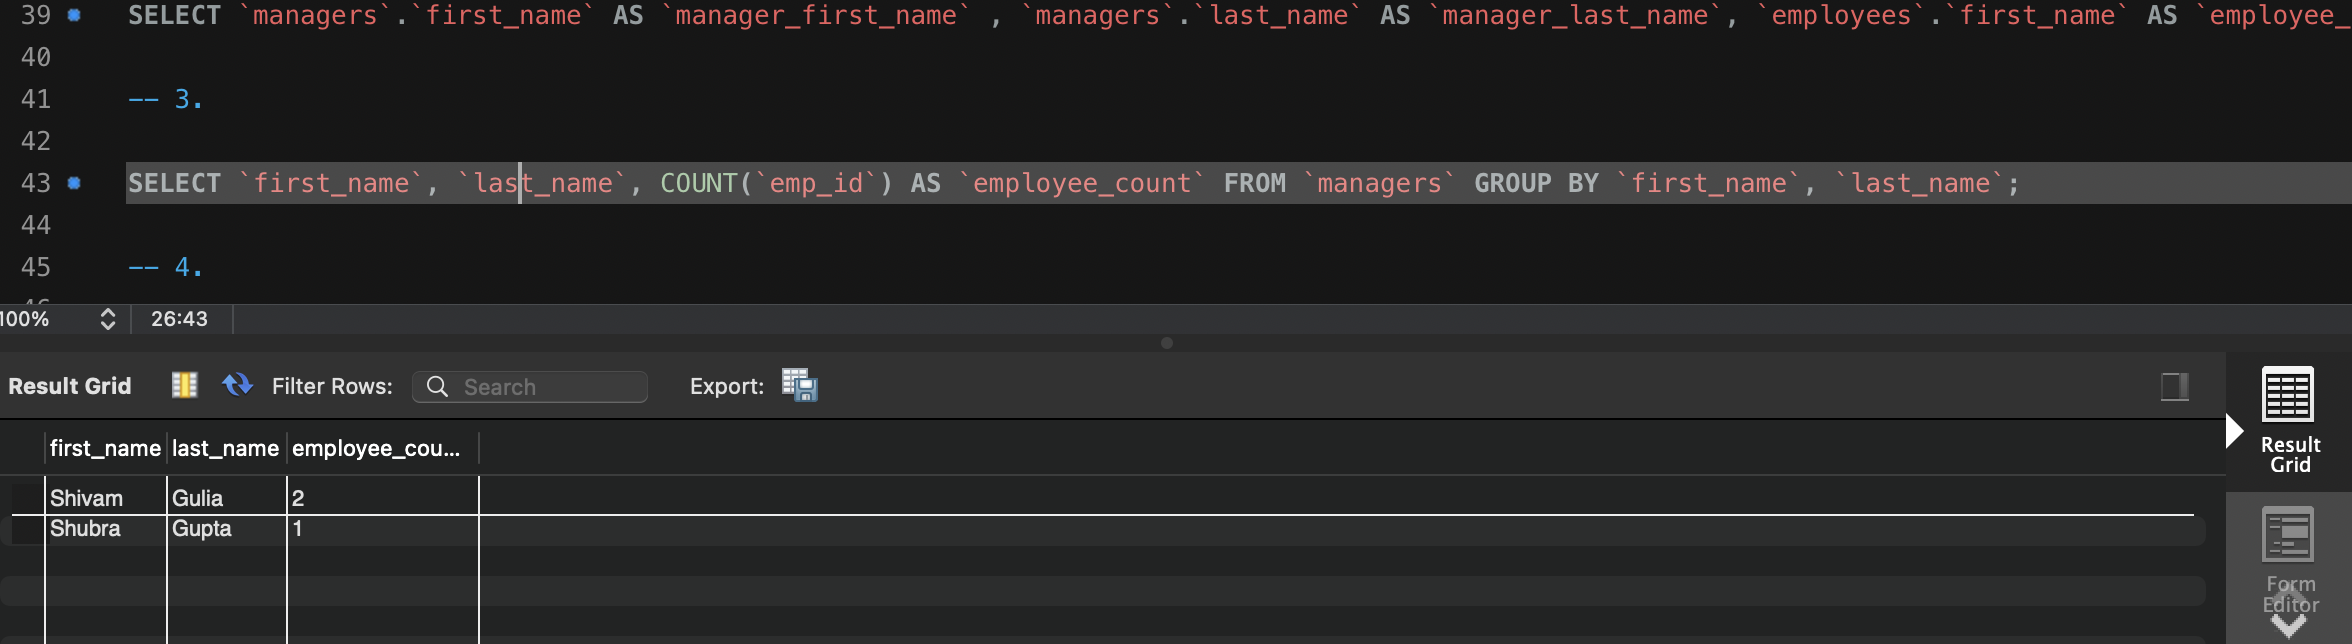 39 SELECT `managers`.`first_name` AS `manager_first_name` , `managers`.`last_name` AS `manager_last_name`, `employees`.`first_name` AS `employee_
40
41 -- 3.
42
43 SELECT `first_name`, `last_name`, COUNT(`emp_id`) AS `employee_count` FROM `managers` GROUP BY `first_name`, `last_name`;
44
45 -- 4.
100% 26:43
Result Grid Filter Rows: Search Export:
Result Grid
first_name last_name employee_cou...
Shivam Gulia 2
Shubra Gupta 1
Form Editor